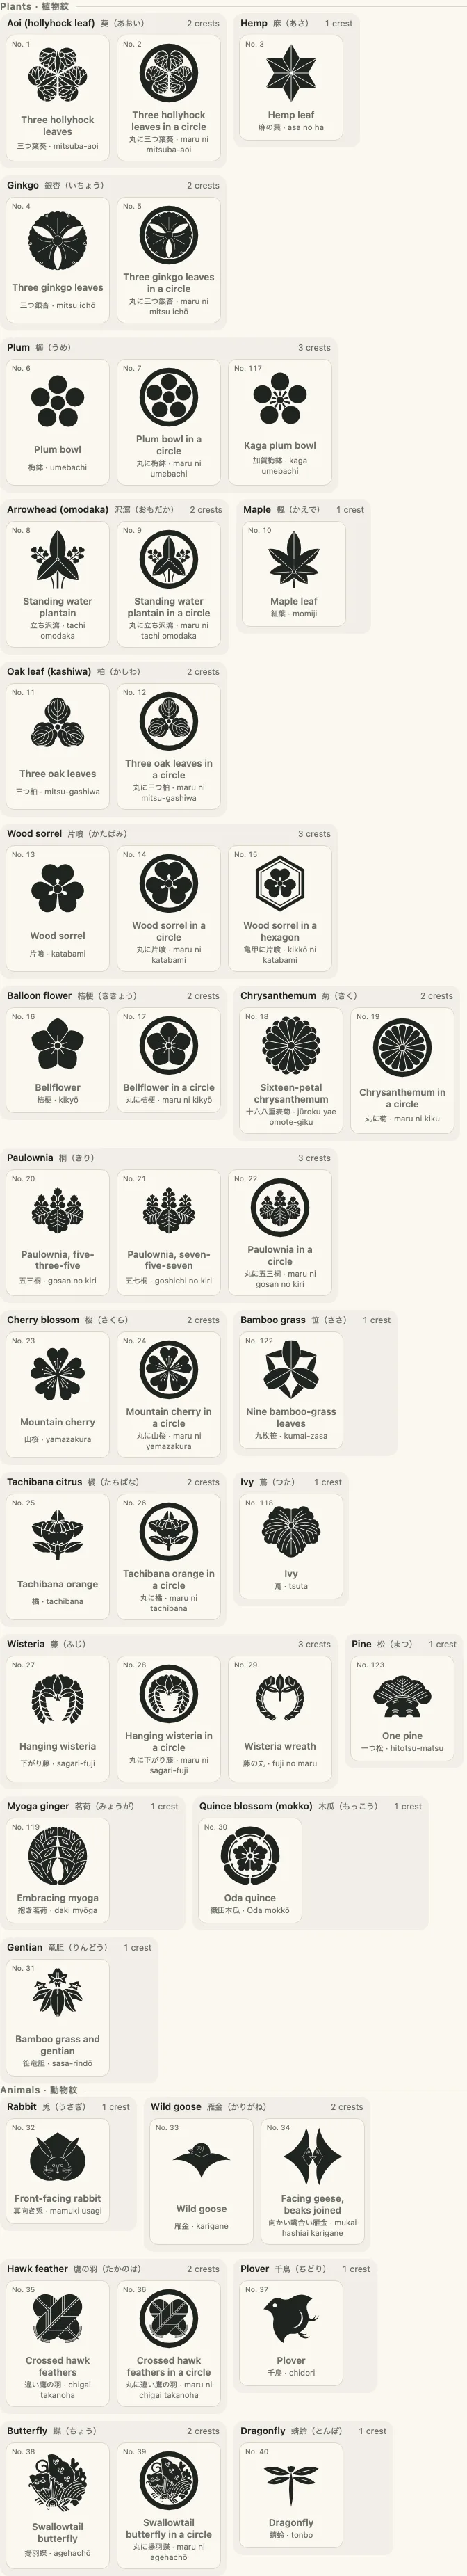 Plants · 植物紋
Aoi (hollyhock leaf) 葵（あおい） 2 crests
No. 1
Three hollyhock
leaves
三つ葉葵 · mitsuba-aoi
No. 2
Three hollyhock
leaves in a circle
丸に三つ葉葵 · maru ni
mitsuba-aoi
Hemp 麻（あさ） 1 crest
No. 3
Hemp leaf
麻の葉 · asa no ha
Ginkgo 銀杏（いちょう） 2 crests
No. 4
Three ginkgo leaves
三つ銀杏 · mitsu ichō
No. 5
Three ginkgo leaves
in a circle
丸に三つ銀杏 · maru ni
mitsu ichō
Plum 梅（うめ） 3 crests
No. 6
Plum bowl
梅鉢 · umebachi
No. 7
Plum bowl in a
circle
丸に梅鉢 · maru ni
umebachi
No. 117
Kaga plum bowl
加賀梅鉢 · kaga
umebachi
Arrowhead (omodaka) 沢瀉（おもだか） 2 crests
No. 8
Standing water
plantain
立ち沢瀉 · tachi
omodaka
No. 9
Standing water
plantain in a circle
丸に立ち沢瀉 · maru ni
tachi omodaka
Maple 楓（かえで） 1 crest
No. 10
Maple leaf
紅葉 · momiji
Oak leaf (kashiwa) 柏（かしわ） 2 crests
No. 11
Three oak leaves
三つ柏 · mitsu-gashiwa
No. 12
Three oak leaves in
a circle
丸に三つ柏 · maru ni
mitsu-gashiwa
Wood sorrel 片喰（かたばみ） 3 crests
No. 13
Wood sorrel
片喰 · katabami
No. 14
Wood sorrel in a
circle
丸に片喰 · maru ni
katabami
No. 15
Wood sorrel in a
hexagon
亀甲に片喰 · kikkō ni
katabami
Balloon flower 桔梗（ききょう） 2 crests
No. 16
Bellflower
桔梗 · kikyō
No. 17
Bellflower in a circle
丸に桔梗 · maru ni kikyō
Chrysanthemum 菊（きく） 2 crests
No. 18
Sixteen-petal
chrysanthemum
十六八重表菊 · jūroku yae
omote-giku
No. 19
Chrysanthemum in
a circle
丸に菊 · maru ni kiku
Paulownia 桐（きり） 3 crests
No. 20
Paulownia, five-
three-five
五三桐 · gosan no kiri
No. 21
Paulownia, seven-
five-seven
五七桐 · goshichi no kiri
No. 22
Paulownia in a
circle
丸に五三桐 · maru ni
gosan no kiri
Cherry blossom 桜（さくら） 2 crests
No. 23
Mountain cherry
山桜 · yamazakura
No. 24
Mountain cherry in
a circle
丸に山桜 · maru ni
yamazakura
Bamboo grass 笹（ささ） 1 crest
No. 122
Nine bamboo-grass
leaves
九枚笹 · kumai-zasa
Tachibana citrus 橘（たちばな） 2 crests
No. 25
Tachibana orange
橘 · tachibana
No. 26
Tachibana orange in
a circle
丸に橘 · maru ni
tachibana
Ivy 蔦（つた） 1 crest
No. 118
Ivy
蔦 · tsuta
Wisteria 藤（ふじ） 3 crests
No. 27
Hanging wisteria
下がり藤 · sagari-fuji
No. 28
Hanging wisteria in
a circle
丸に下がり藤 · maru ni
sagari-fuji
No. 29
Wisteria wreath
藤の丸 · fuji no maru
Pine 松（まつ） 1 crest
No. 123
One pine
一つ松 · hitotsu-matsu
Myoga ginger 茗荷（みょうが） 1 crest
No. 119
Embracing myoga
抱き茗荷 · daki myōga
Quince blossom (mokko) 木瓜（もっこう） 1 crest
No. 30
Oda quince
織田木瓜 · Oda mokkō
Gentian 竜胆（りんどう） 1 crest
No. 31
Bamboo grass and
gentian
笹竜胆 · sasa-rindō
Animals · 動物紋
Rabbit 兎（うさぎ） 1 crest
No. 32
Front-facing rabbit
真向き兎 · mamuki usagi
Wild goose 雁金（かりがね） 2 crests
No. 33
Wild goose
雁金 · karigane
No. 34
Facing geese,
beaks joined
向かい嘴合い雁金 · mukai
hashiai karigane
Hawk feather 鷹の羽（たかのは） 2 crests
No. 35
Crossed hawk
feathers
違い鷹の羽 · chigai
takanoha
No. 36
Crossed hawk
feathers in a circle
丸に違い鷹の羽 · maru ni
chigai takanoha
Plover 千鳥（ちどり） 1 crest
No. 37
Plover
千鳥 · chidori
Butterfly 蝶（ちょう） 2 crests
No. 38
Swallowtail
butterfly
揚羽蝶 · agehachō
No. 39
Swallowtail
butterfly in a circle
丸に揚羽蝶 · maru ni
agehachō
Dragonfly 蜻蛉（とんぼ） 1 crest
No. 40
Dragonfly
蜻蛉 · tonbo